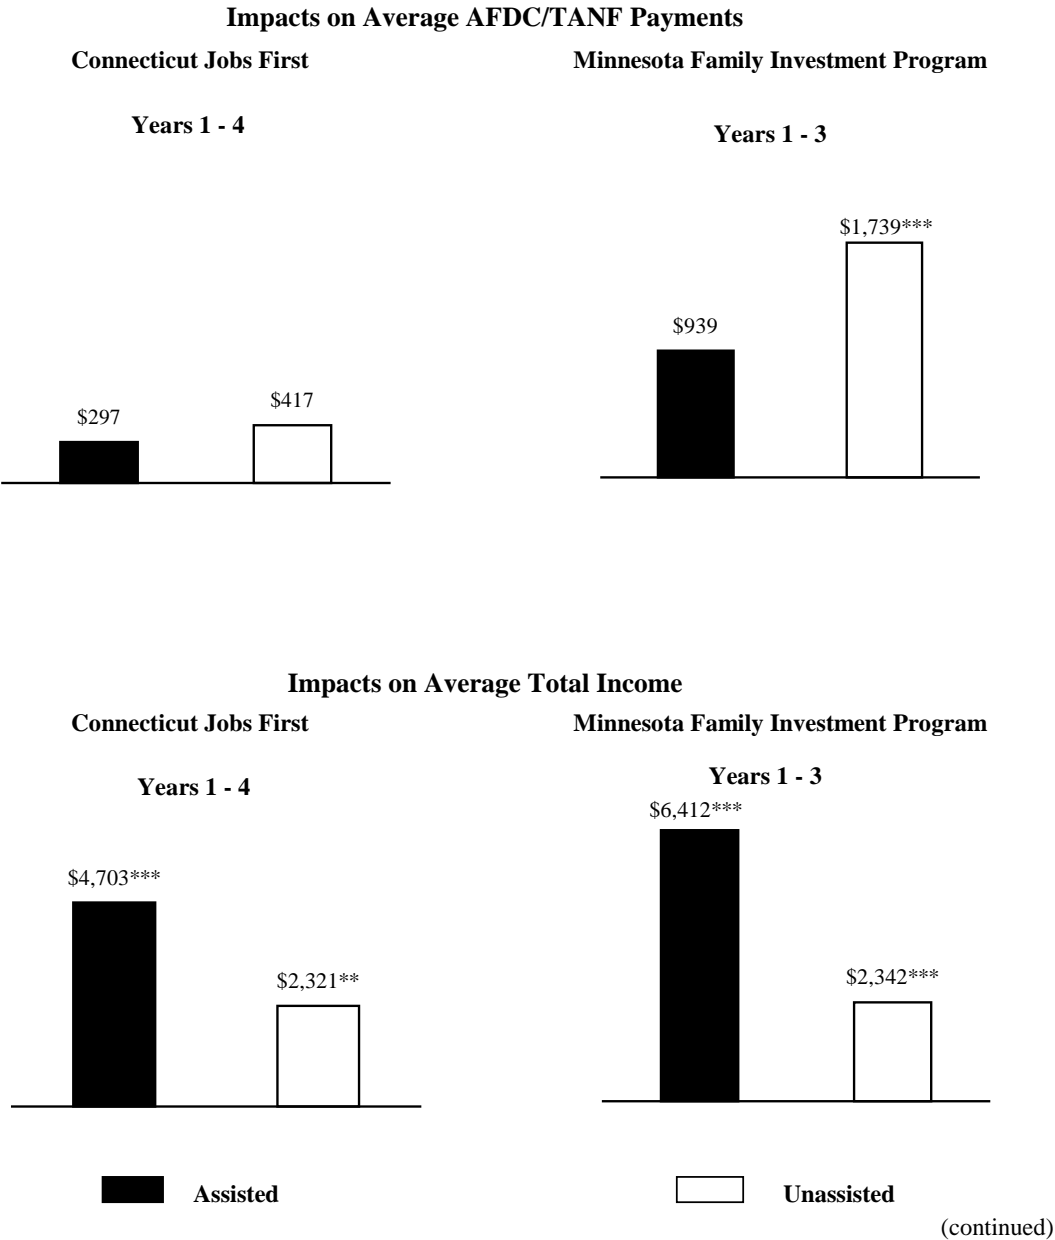 Impacts on Average AFDC/TANF Payments
Connecticut Jobs First
Minnesota Family Investment Program
Years 1 - 4
Years 1 - 3
$1,739***
$939
$417
$297
Impacts on Average Total Income
Connecticut Jobs First
Minnesota Family Investment Program
Years 1 - 4
Years 1 - 3
$6,412***
$4,703***
$2,321**
$2,342***
Assisted
Unassisted
(continued)